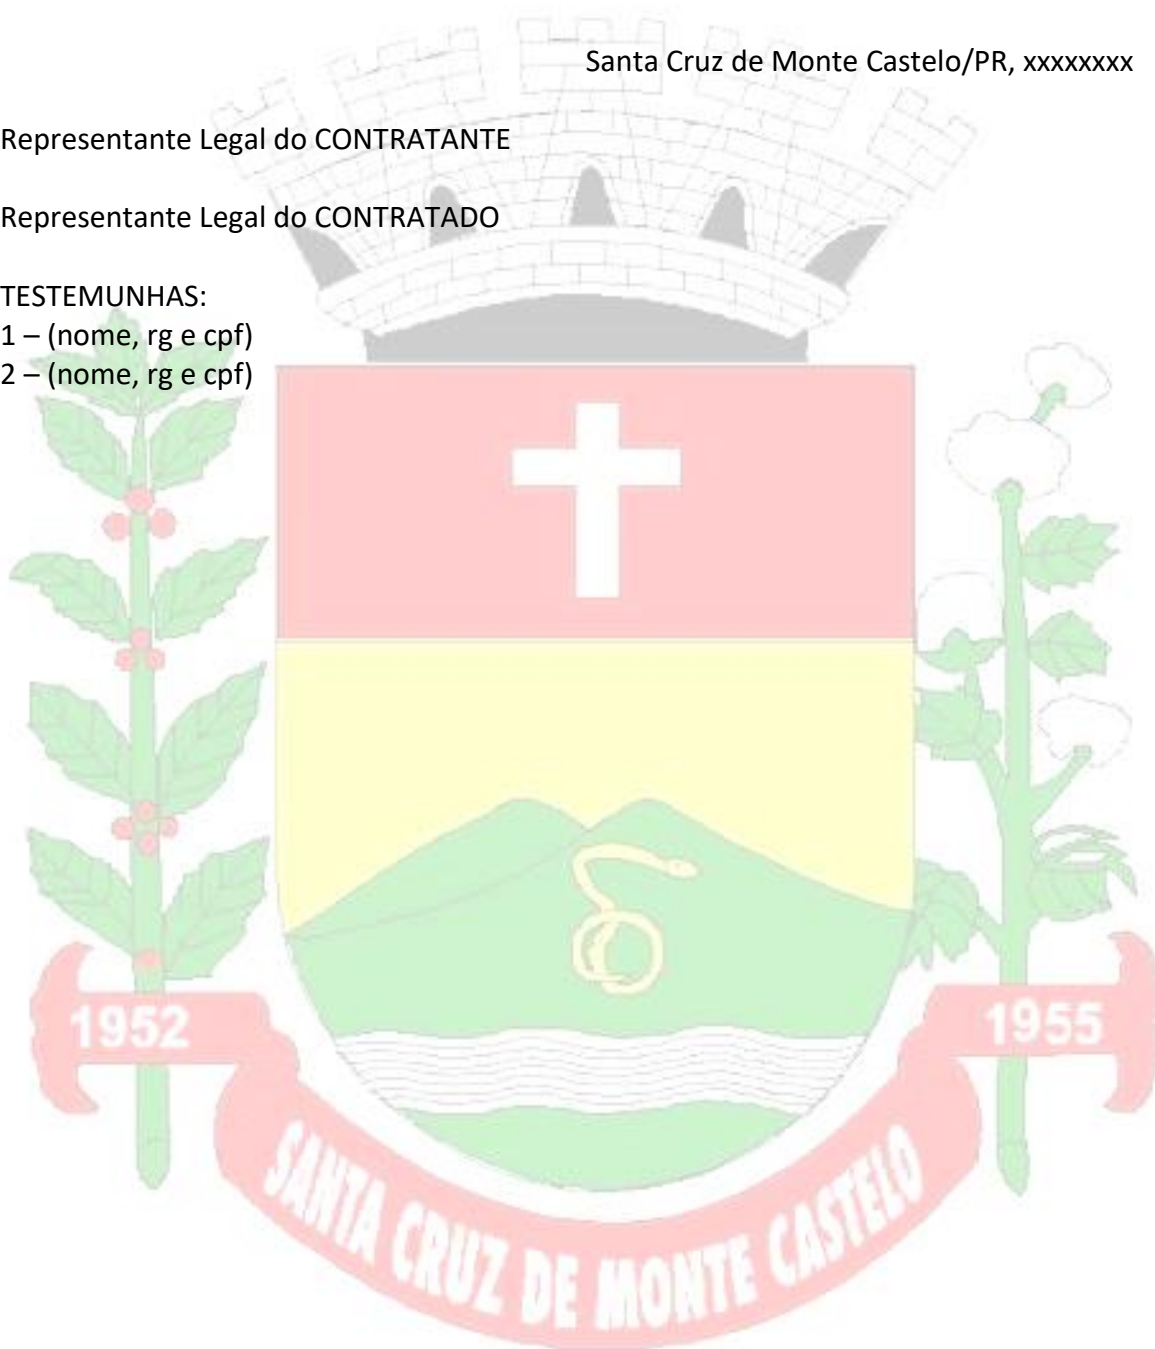 Santa Cruz de Monte Castelo/PR, xxxxxxxx
Representante Legal do CONTRATANTE
Representante Legal do CONTRATADO
TESTEMUNHAS:
1 – (nome, rg e cpf)
2 – (nome, rg e cpf)
1952
1955
SANTA CRUZ DE MONTE CASTELO